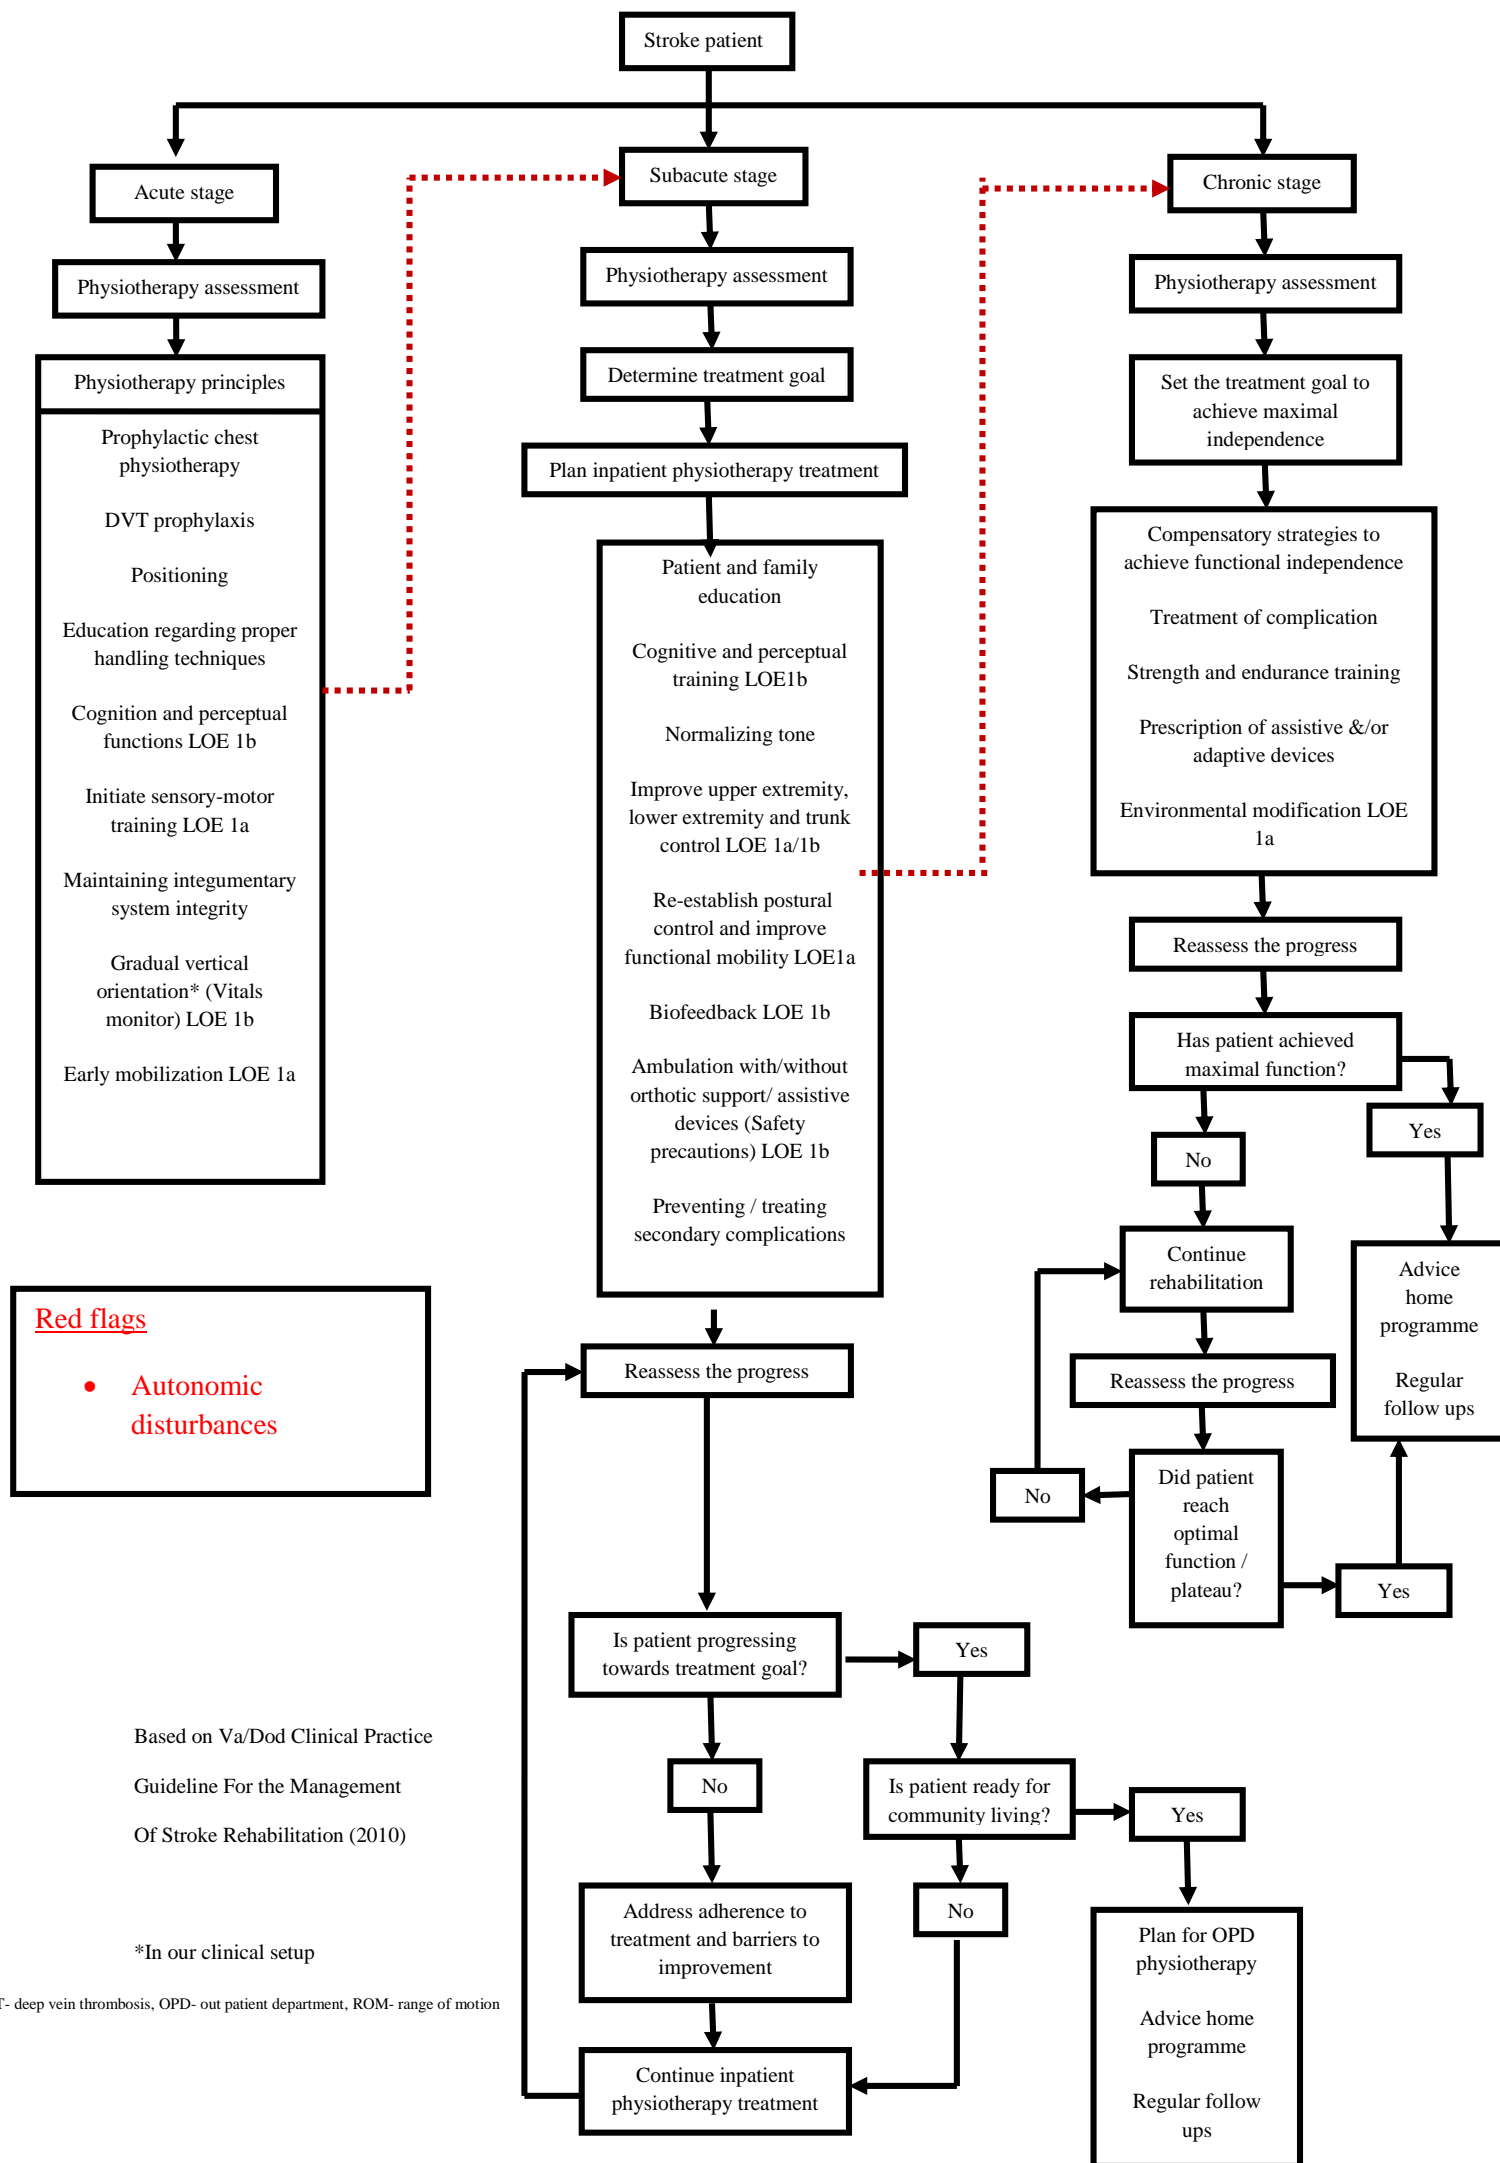 Stroke patient
Acute stage
Physiotherapy assessment
Physiotherapy principles
Prophylactic chest
physiotherapy
DVT prophylaxis
Positioning
Education regarding proper
handling techniques
Cognition and perceptual
functions LOE 1b
Initiate sensory-motor
training LOE 1a
Maintaining integumentary
system integrity
Gradual vertical
orientation* (Vitals
monitor) LOE 1b
Early mobilization LOE 1a
Subacute stage
Physiotherapy assessment
Determine treatment goal
Plan inpatient physiotherapy treatment
Patient and family
education
Cognitive and perceptual
training LOE1b
Normalizing tone
Improve upper extremity,
lower extremity and trunk
control LOE 1a/1b
Re-establish postural
control and improve
functional mobility LOE1a
Biofeedback LOE 1b
Ambulation with/without
orthotic support/ assistive
devices (Safety
precautions) LOE 1b
Preventing / treating
secondary complications
Reassess the progress
Is patient progressing
towards treatment goal?
Yes
No
Is patient ready for
community living?
Yes
No
Address adherence to
treatment and barriers to
improvement
Continue inpatient
physiotherapy treatment
Plan for OPD
physiotherapy
Advice home
programme
Regular follow
ups
Chronic stage
Physiotherapy assessment
Set the treatment goal to
achieve maximal
independence
Compensatory strategies to
achieve functional independence
Treatment of complication
Strength and endurance training
Prescription of assistive &/or
adaptive devices
Environmental modification LOE
1a
Reassess the progress
Has patient achieved
maximal function?
Yes
No
Continue
rehabilitation
Reassess the progress
Did patient
reach
optimal
function /
plateau?
No
Yes
Advice
home
programme
Regular
follow ups
Red flags
• Autonomic
disturbances
Based on Va/Dod Clinical Practice
Guideline For the Management
Of Stroke Rehabilitation (2010)
*In our clinical setup
T- deep vein thrombosis, OPD- out patient department, ROM- range of motion